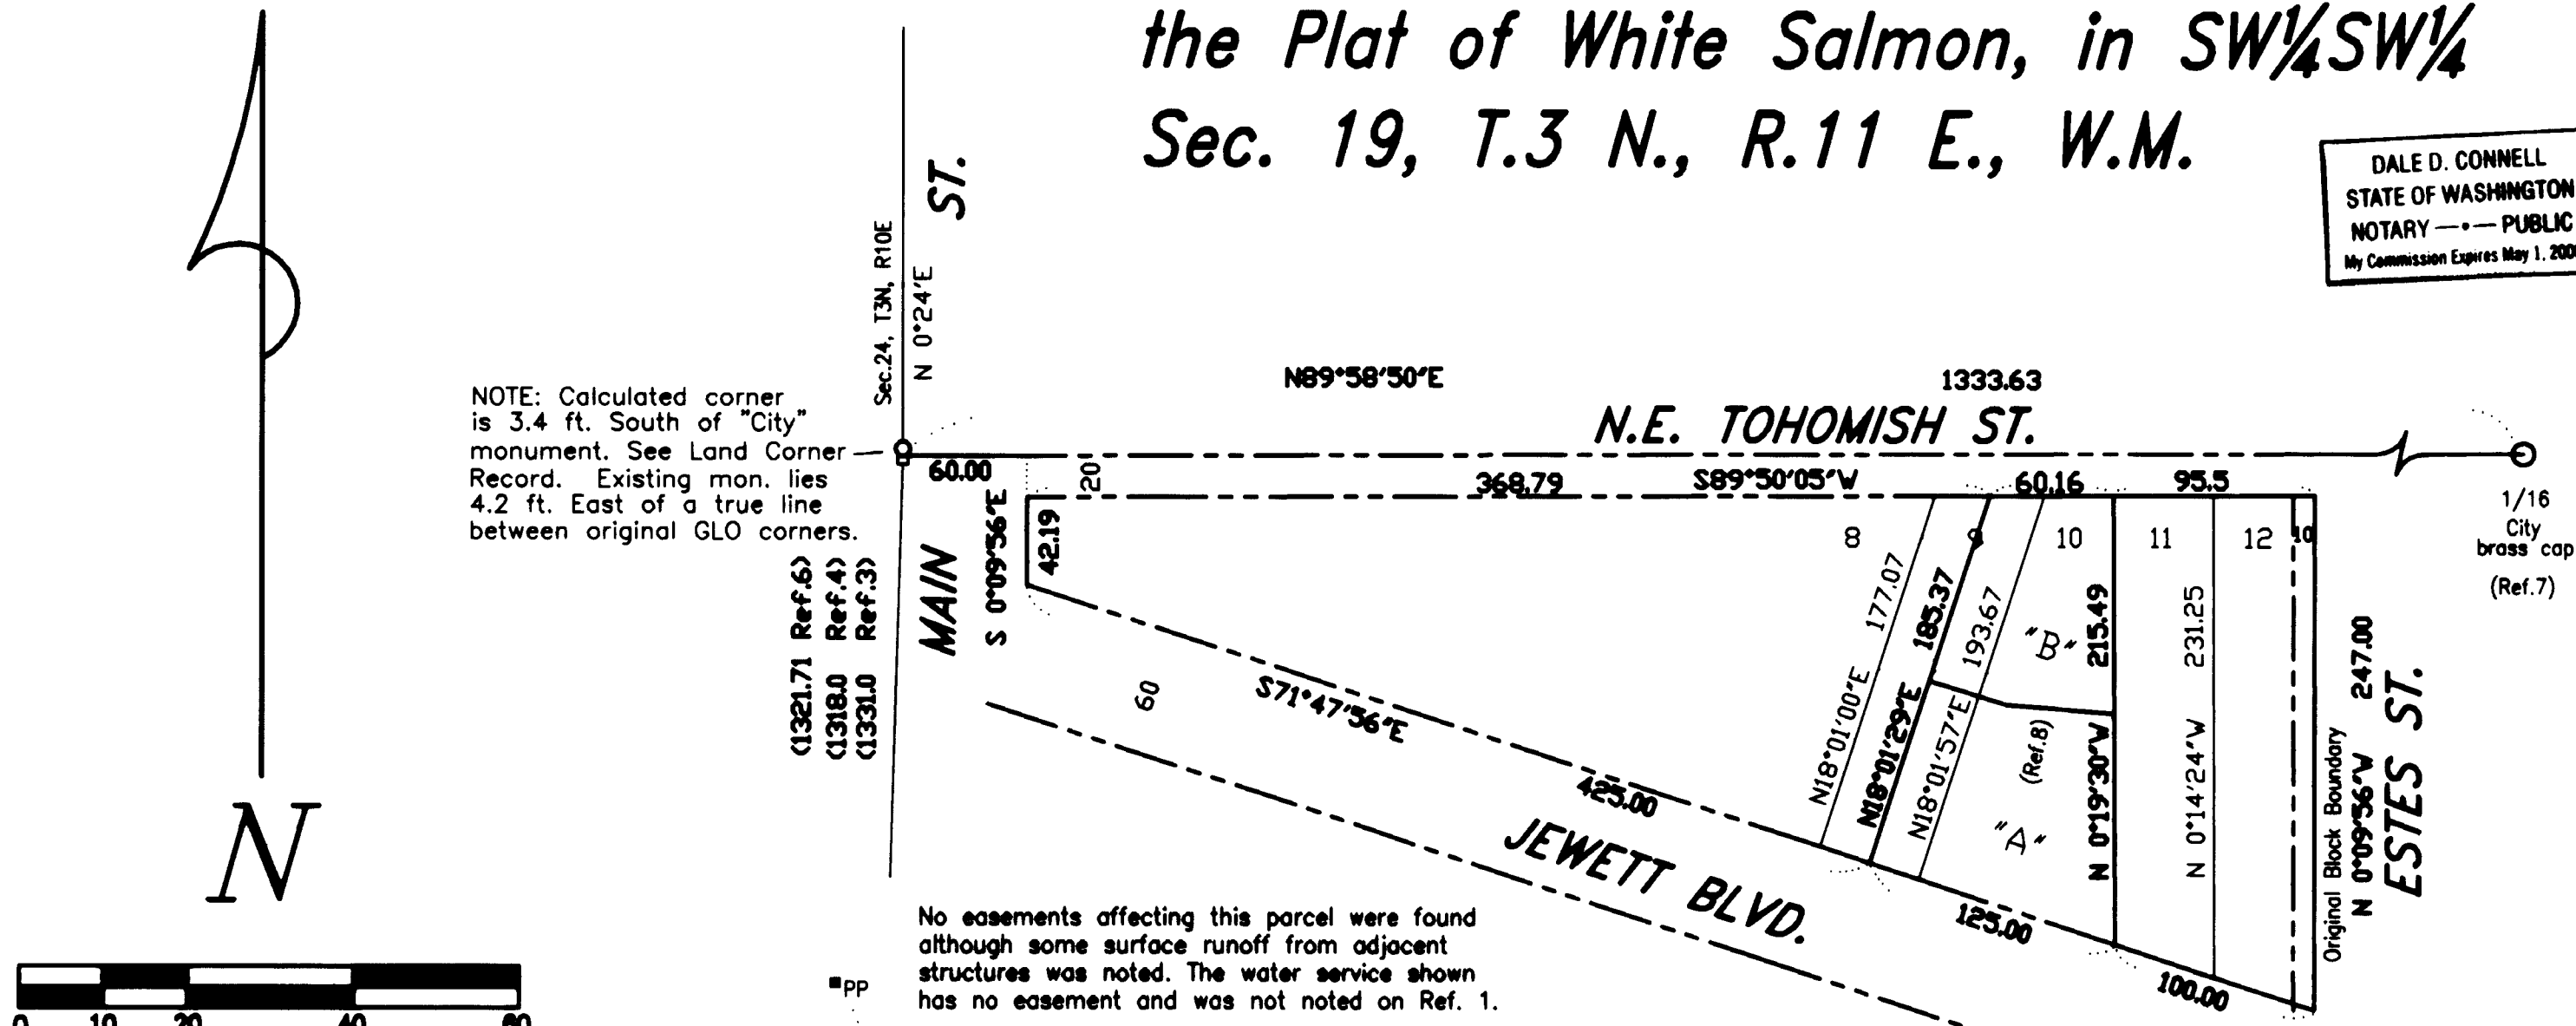 the Plat of White Salmon, in SW¼SW¼
Sec. 19, T.3 N., R.11 E., W.M.
DALE D. CONNELL
STATE OF WASHINGTON
NOTARY —•— PUBLIC
My Commission Expires May 1, 200
ST.
Sec.24, T3N, R10E
N 0°24'E
NOTE: Calculated corner
is 3.4 ft. South of "City"
monument. See Land Corner
Record. Existing mon. lies
4.2 ft. East of a true line
between original GLO corners.
N89°58'50"E
1333.63
N.E. TOHOMISH ST.
60.00
20
368.79
S89°50'05"W
60.16
95.5
1/16
City
brass cap
(Ref.7)
(1321.71 Ref.6)
(1318.0 Ref.4)
(1331.0 Ref.3)
MAIN
S 0°09'56"E
42.19
8
9
10
11
12
10
177.07
N18°01'00"E
185.37
N18°01'29"E
193.67
N18°01'57"E
"B"
(Ref.8)
"A"
215.49
N 0°19'30"W
231.25
N 0°14'24"W
Original Block Boundary
N 0°09'56"W 247.00
ESTES ST.
60
S71°47'56"E
425.00
125.00
100.00
JEWETT BLVD.
N
No easements affecting this parcel were found
although some surface runoff from adjacent
structures was noted. The water service shown
has no easement and was not noted on Ref. 1.
PP
0 10 20 40 60